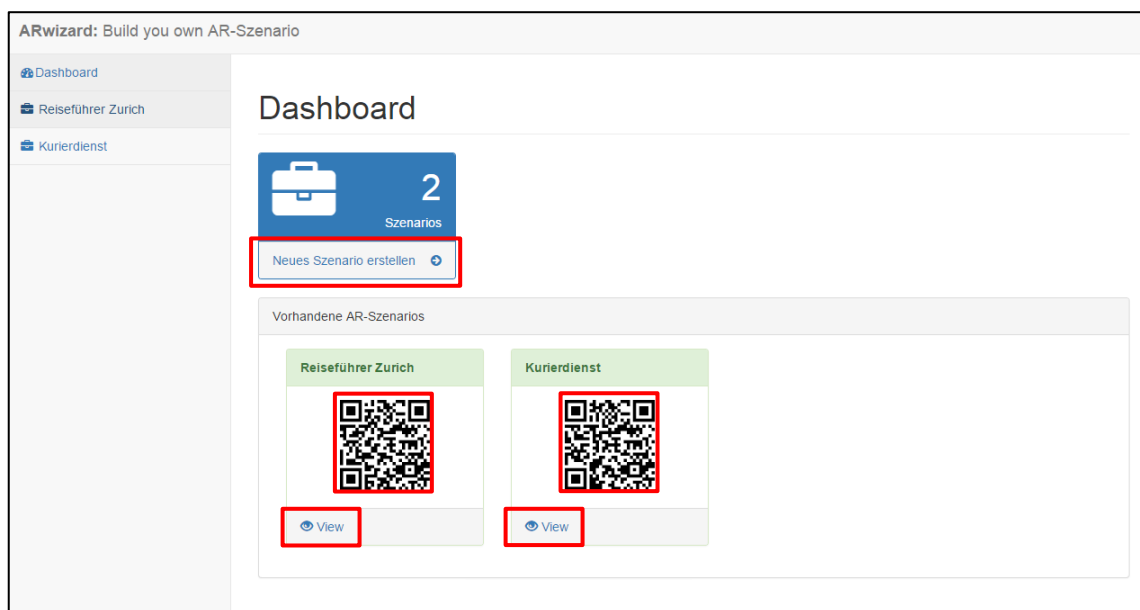 ARwizard: Build you own AR-Szenario
Dashboard
Reiseführer Zurich
Kurierdienst
Dashboard
2
Szenarios
Neues Szenario erstellen
Vorhandene AR-Szenarios
Reiseführer Zurich
Kurierdienst
View
View